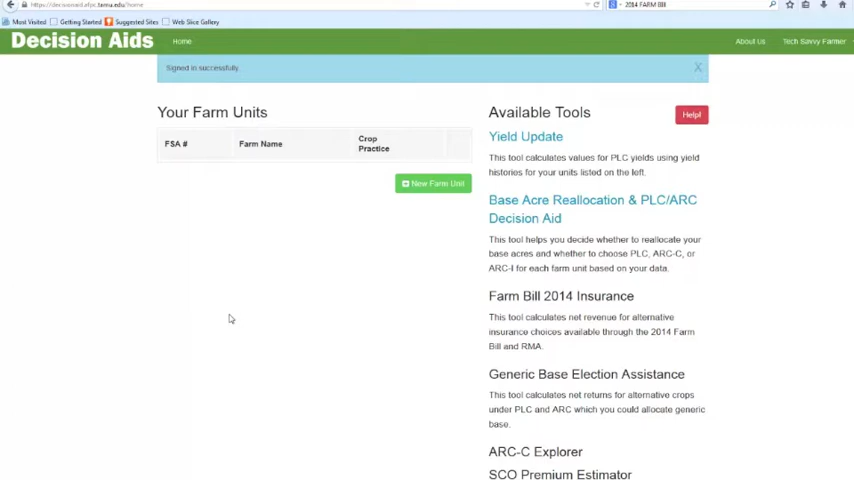 https://decisionaid.afpc.tamu.edu/home
2014 FARM Bill
Most Visited Getting Started Suggested Sites Web Slice Gallery
Decision Aids Home About Us Tech Savvy Farmer
Signed in successfully. X
Your Farm Units
FSA # Farm Name Crop Practice
New Farm Unit
Available Tools Help!
Yield Update
This tool calculates values for PLC yields using yield
histories for your units listed on the left.
Base Acre Reallocation & PLC/ARC
Decision Aid
This tool helps you decide whether to reallocate your
base acres and whether to choose PLC, ARC-C, or
ARC-I for each farm unit based on your data.
Farm Bill 2014 Insurance
This tool calculates net revenue for alternative
insurance choices available through the 2014 Farm
Bill and RMA.
Generic Base Election Assistance
This tool calculates net returns for alternative crops
under PLC and ARC which you could allocate generic
base.
ARC-C Explorer
SCO Premium Estimator